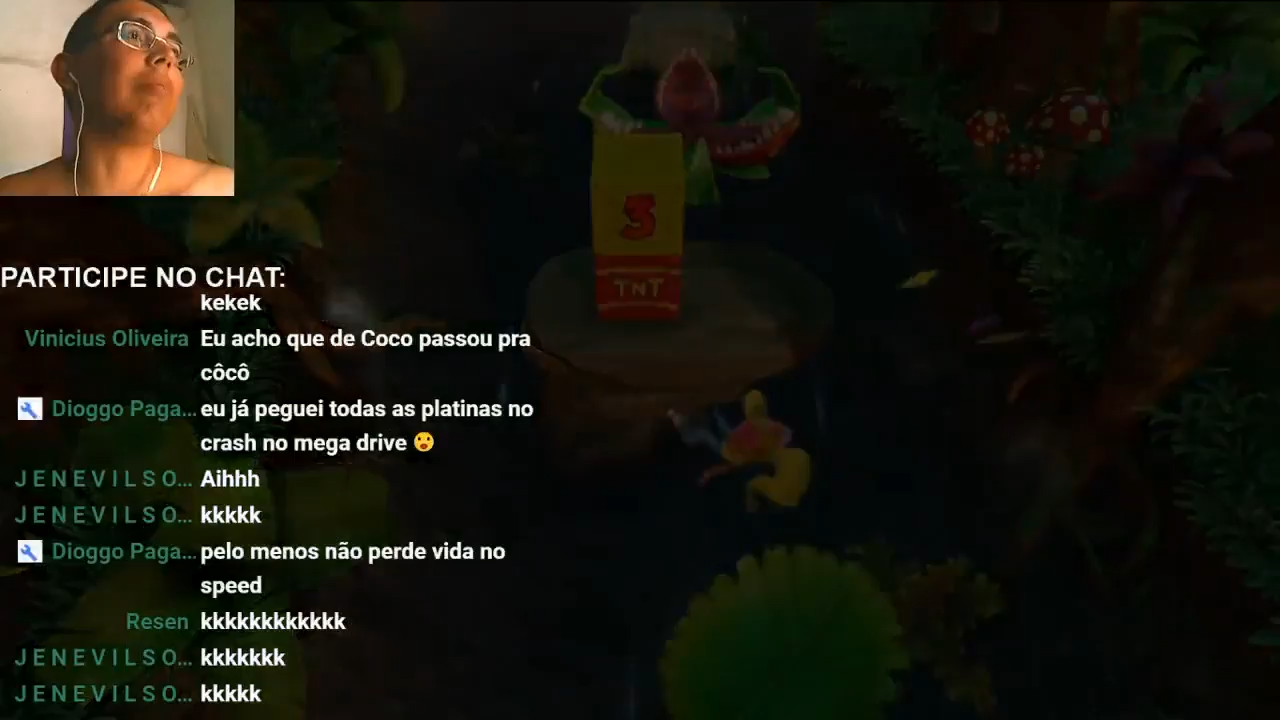 3
TNT
PARTICIPE NO CHAT:
kekek
Vinicius Oliveira Eu acho que de Coco passou pra
côcô
Dioggo Paga... eu já peguei todas as platinas no
crash no mega drive 😮
J E N E V I L S O... Aihhh
J E N E V I L S O... kkkkk
Dioggo Paga... pelo menos não perde vida no
speed
Resen kkkkkkkkkkkk
J E N E V I L S O... kkkkkkk
J E N E V I L S O... kkkkk